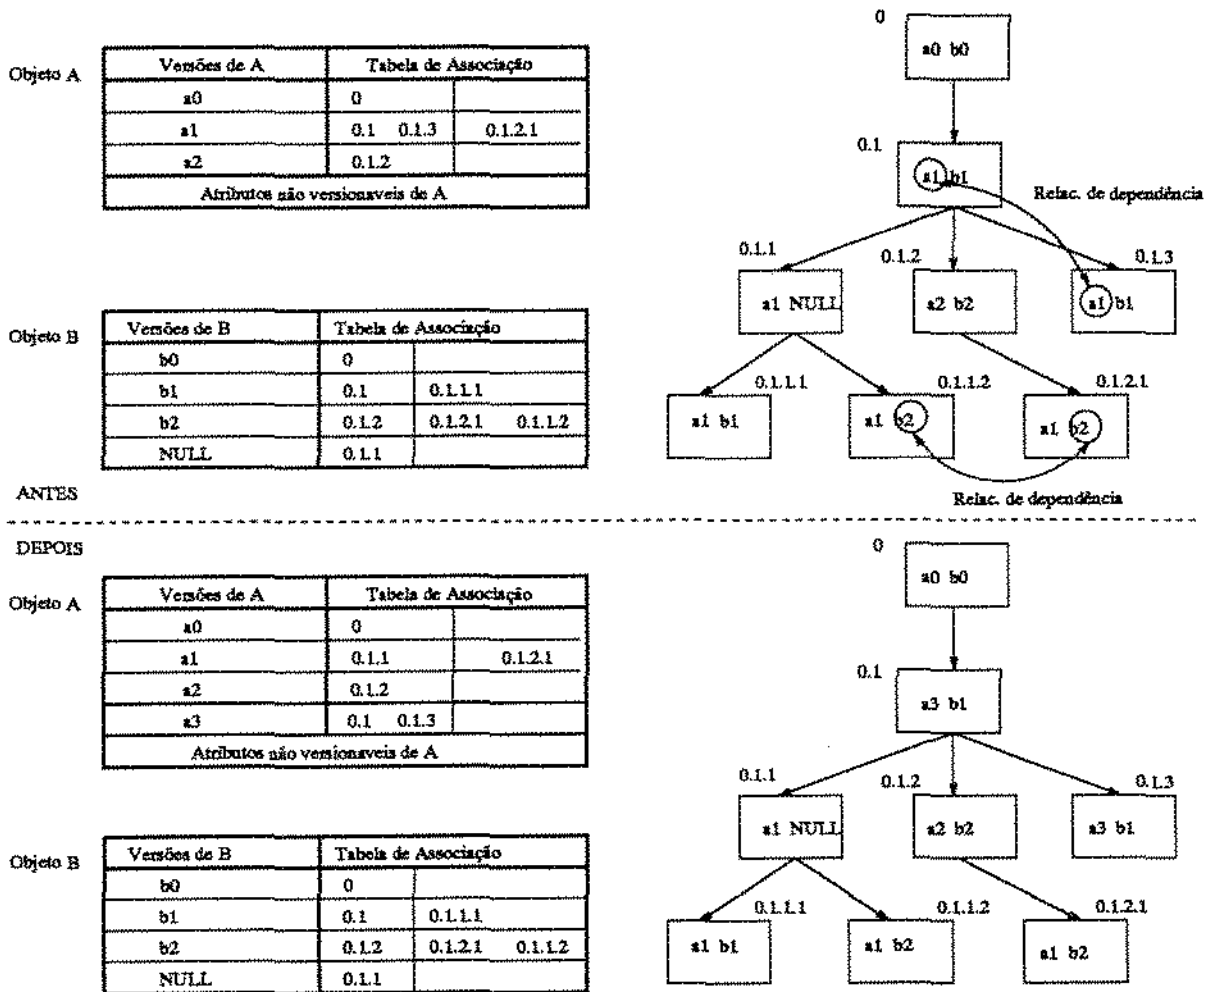 Objeto A
Versões de A Tabela de Associação
a0 0
a1 0.1 0.1.3 0.1.2.1
a2 0.1.2
Atributos não versionaveis de A
Objeto B
Versões de B Tabela de Associação
b0 0
b1 0.1 0.1.1.1
b2 0.1.2 0.1.2.1 0.1.1.2
NULL 0.1.1
0
a0 b0
0.1
a1 b1
Relac. de dependência
0.1.1 0.1.2 0.1.3
a1 NULL a2 b2 a1 b1
0.1.1.1 0.1.1.2 0.1.2.1
a1 b1 a1 b2 a1 b2
Relac. de dependência
ANTES
DEPOIS
Objeto A
Versões de A Tabela de Associação
a0 0
a1 0.1.1 0.1.2.1
a2 0.1.2
a3 0.1 0.1.3
Atributos não versionaveis de A
Objeto B
Versões de B Tabela de Associação
b0 0
b1 0.1 0.1.1.1
b2 0.1.2 0.1.2.1 0.1.1.2
NULL 0.1.1
0
a0 b0
0.1
a3 b1
0.1.1 0.1.2 0.1.3
a1 NULL a2 b2 a3 b1
0.1.1.1 0.1.1.2 0.1.2.1
a1 b1 a1 b2 a1 b2